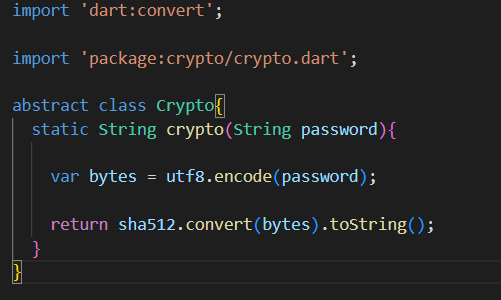 import 'dart:convert';
import 'package:crypto/crypto.dart';
abstract class Crypto{
static String crypto(String password){
var bytes = utf8.encode(password);
return sha512.convert(bytes).toString();
}
}